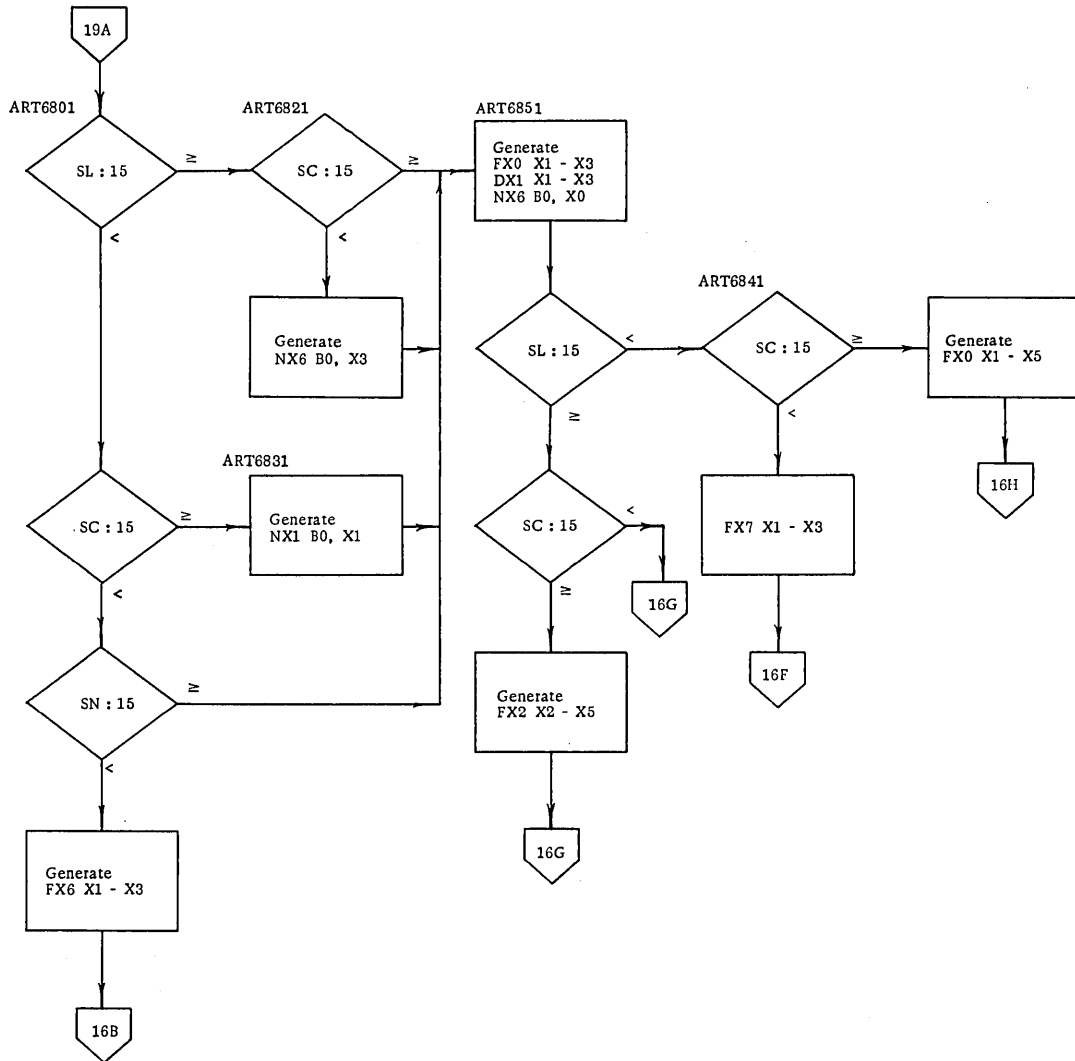 19A
ART6801
SL : 15
≥
<
ART6821
SC : 15
≥
<
Generate
NX6 B0, X3
ART6851
Generate
FX0 X1 - X3
DX1 X1 - X3
NX6 B0, X0
SL : 15
<
≥
ART6841
SC : 15
≥
<
Generate
FX0 X1 - X5
16H
SC : 15
≥
<
ART6831
Generate
NX1 B0, X1
SC : 15
<
≥
16G
FX7 X1 - X3
16F
SN : 15
≥
<
Generate
FX2 X2 - X5
16G
Generate
FX6 X1 - X3
16B